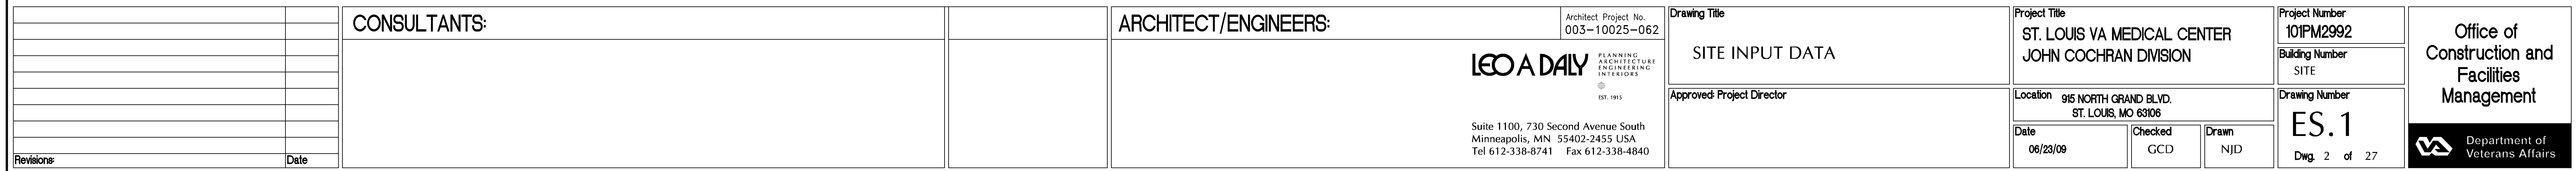 Revisions:
Date
CONSULTANTS:
ARCHITECT/ENGINEERS:
Architect Project No.
003-10025-062
LEO A DALY
PLANNING
ARCHITECTURE
ENGINEERING
INTERIORS
EST. 1915
Suite 1100, 730 Second Avenue South
Minneapolis, MN 55402-2455 USA
Tel 612-338-8741 Fax 612-338-4840
Drawing Title
SITE INPUT DATA
Approved: Project Director
Project Title
ST. LOUIS VA MEDICAL CENTER
JOHN COCHRAN DIVISION
Location
915 NORTH GRAND BLVD.
ST. LOUIS, MO 63106
Date
06/23/09
Checked
GCD
Drawn
NJD
Project Number
101PM2992
Building Number
SITE
Drawing Number
ES.1
Dwg. 2 of 27
Office of
Construction and
Facilities
Management
VA
Department of
Veterans Affairs